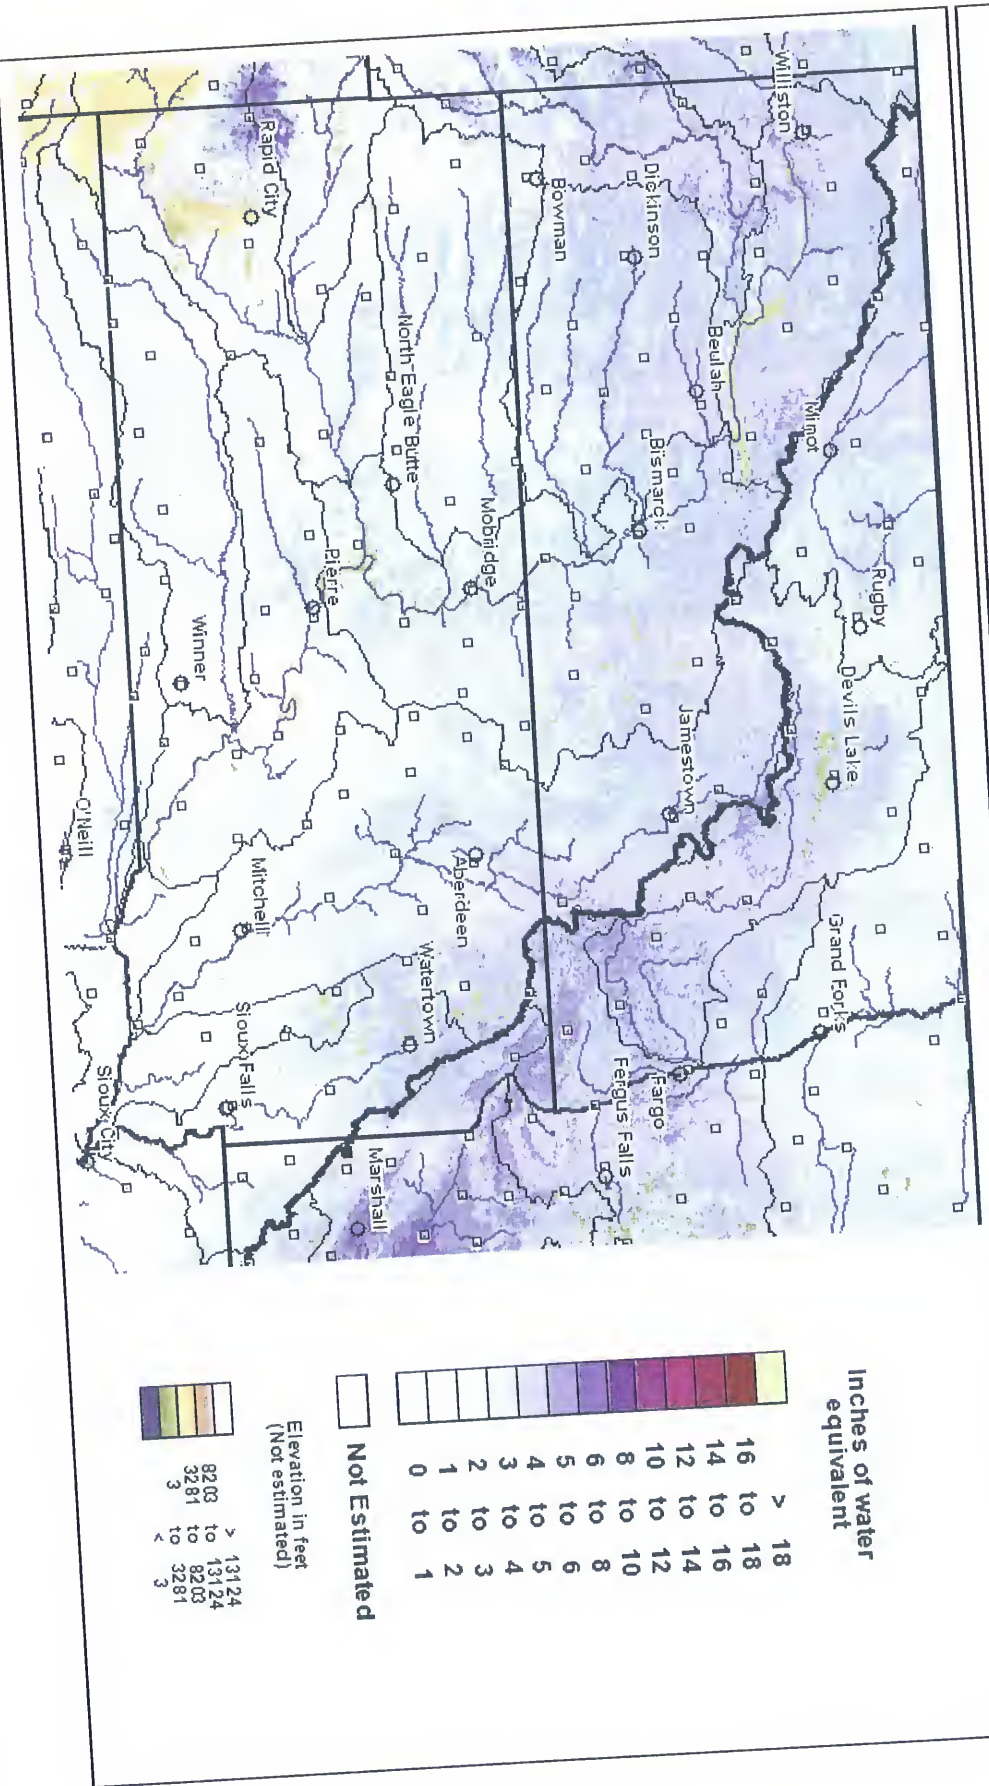 Williston
Minot
Rugby
Devils Lake
Grand Forks
Dickinson
Beulah
Bismarck
Jamestown
Fargo
Fergus Falls
Bowman
Mobridge
Aberdeen
North Eagle Butte
Watertown
Marshall
Rapid City
Pierre
Mitchell
Sioux Falls
Winner
O'Neill
Sioux City
Inches of water
equivalent
> 18
16 to 18
14 to 16
12 to 14
10 to 12
8 to 10
6 to 8
5 to 6
4 to 5
3 to 4
2 to 3
1 to 2
0 to 1
Not Estimated
Elevation in feet
(Not estimated)
> 13124
8203 to 13124
3281 to 8203
3 to 3281
< 3